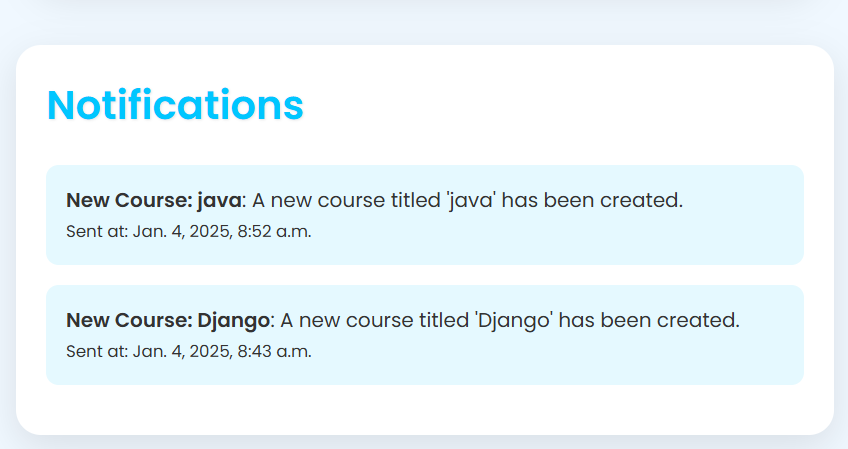 Notifications
New Course: java: A new course titled 'java' has been created.
Sent at: Jan. 4, 2025, 8:52 a.m.
New Course: Django: A new course titled 'Django' has been created.
Sent at: Jan. 4, 2025, 8:43 a.m.